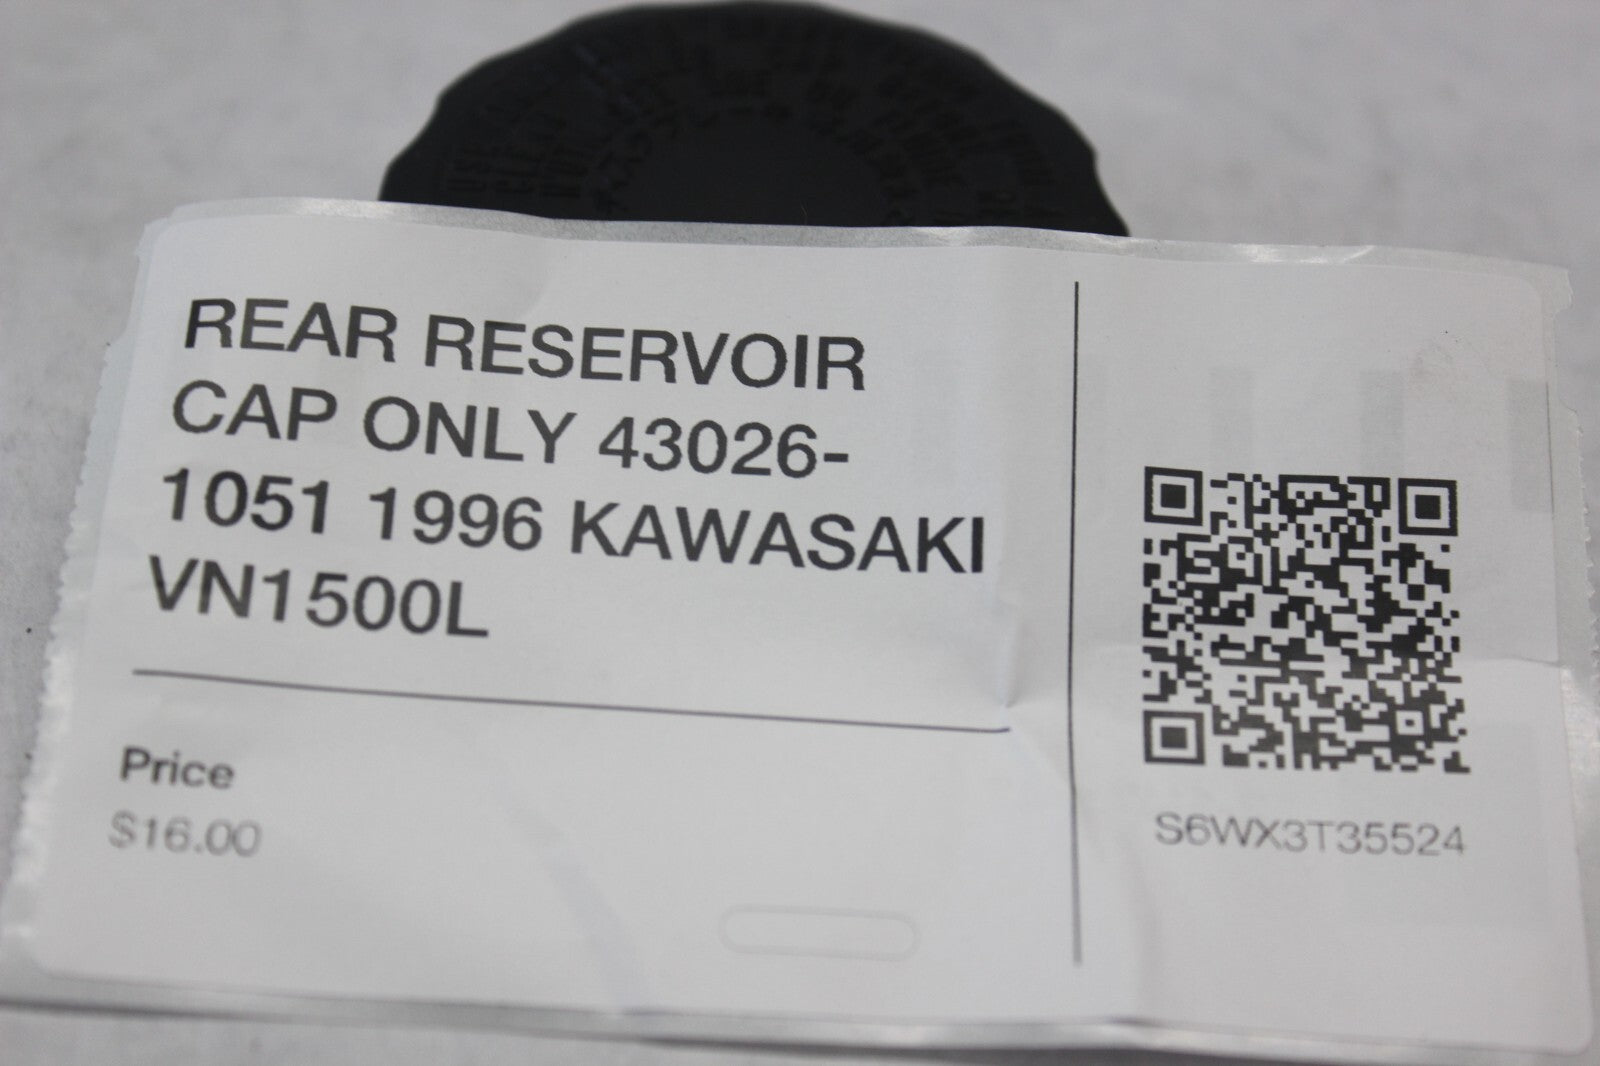 REAR RESERVOIR
CAP ONLY 43026-
1051 1996 KAWASAKI
VN1500L
Price
$16.00
S6WX3T35524